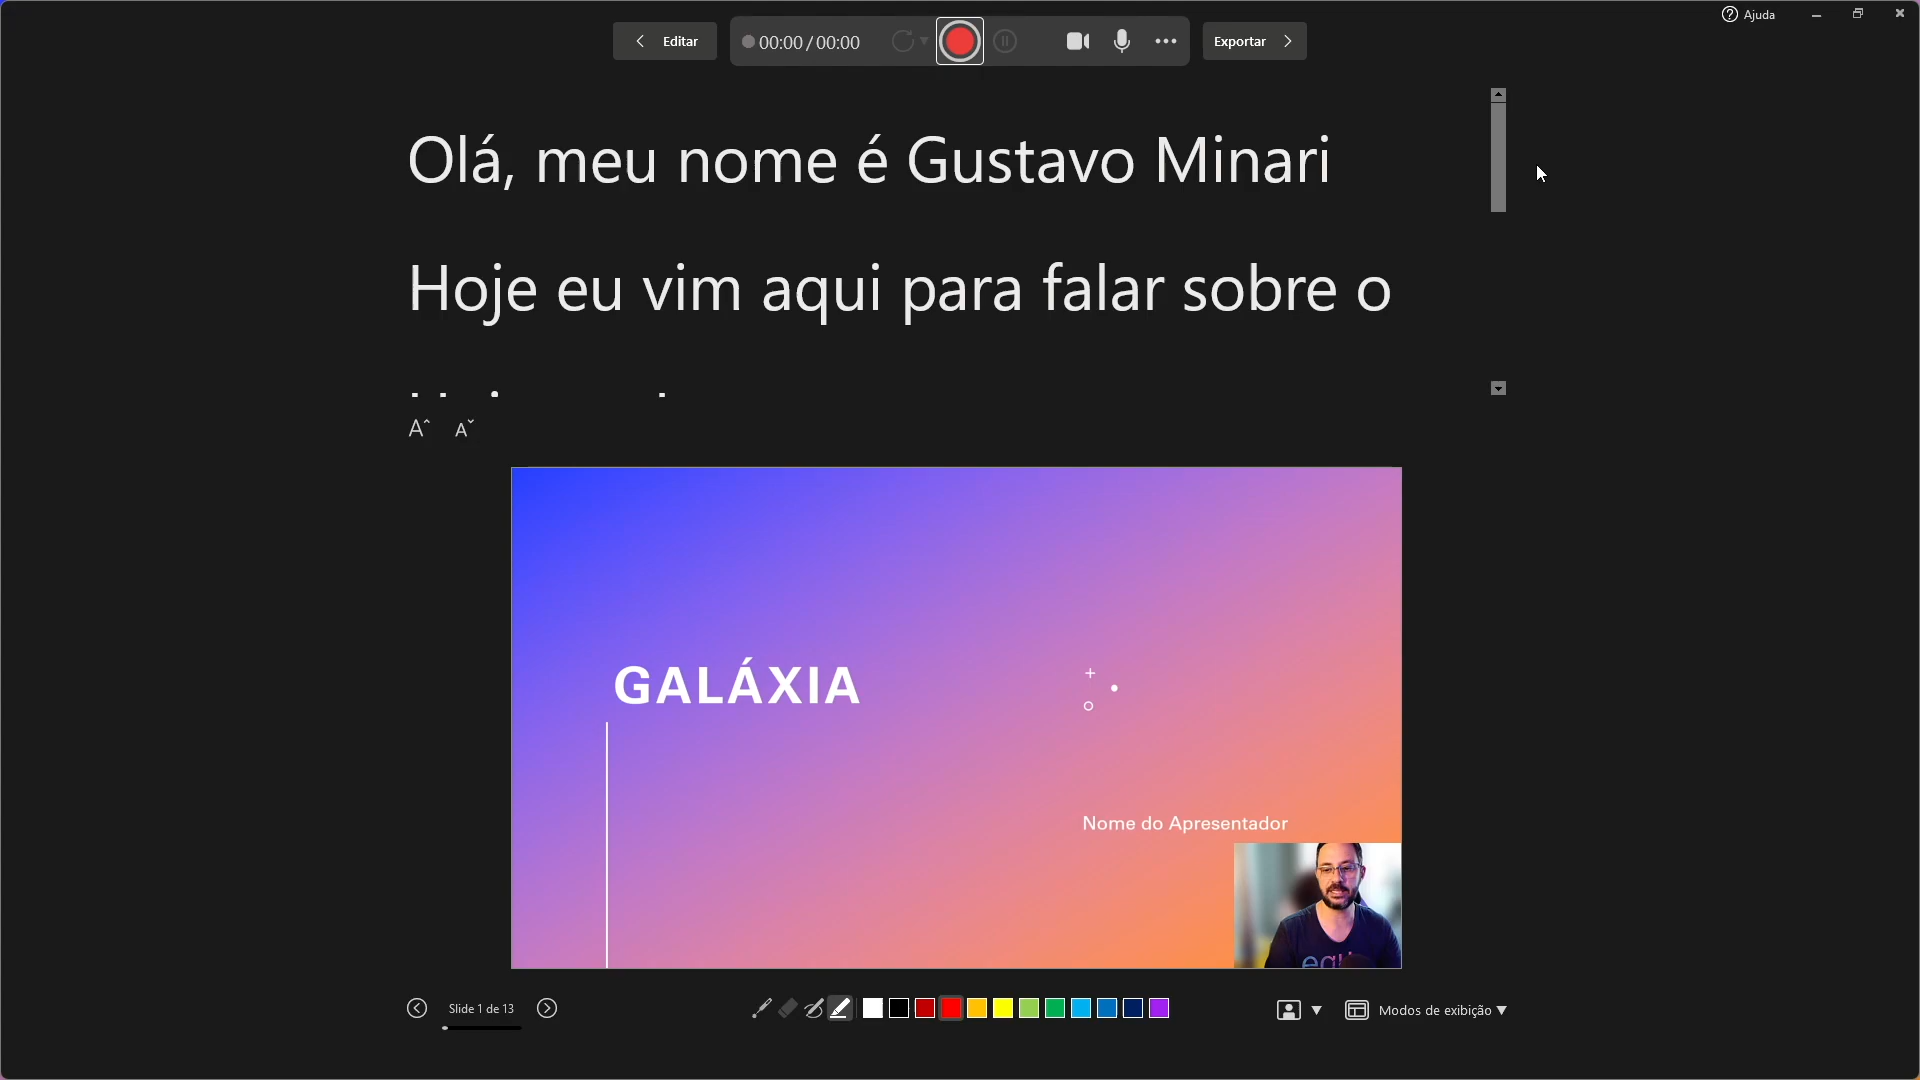 Ajuda
Editar
00:00 / 00:00
Exportar
Olá, meu nome é Gustavo Minari
Hoje eu vim aqui para falar sobre o
A A
GALÁXIA
Nome do Apresentador
Slide 1 de 13
Modos de exibição